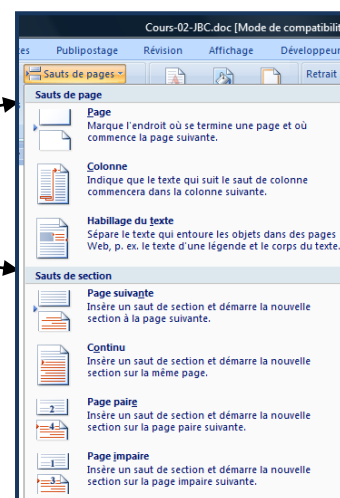 Cours-02-JBC.doc [Mode de compatibilit
es Publipostage Révision Affichage Développeur
Sauts de pages Retrait
Sauts de page
Page
Marque l'endroit où se termine une page et où
commence la page suivante.
Colonne
Indique que le texte qui suit le saut de colonne
commencera dans la colonne suivante.
Habillage du texte
Sépare le texte qui entoure les objets dans des pages
Web, p. ex. le texte d'une légende et le corps du texte.
Sauts de section
Page suivante
Insère un saut de section et démarre la nouvelle
section à la page suivante.
Continu
Insère un saut de section et démarre la nouvelle
section sur la même page.
Page paire
2
Insère un saut de section et démarre la nouvelle
4
section sur la page paire suivante.
Page impaire
1
Insère un saut de section et démarre la nouvelle
3
section sur la page impaire suivante.